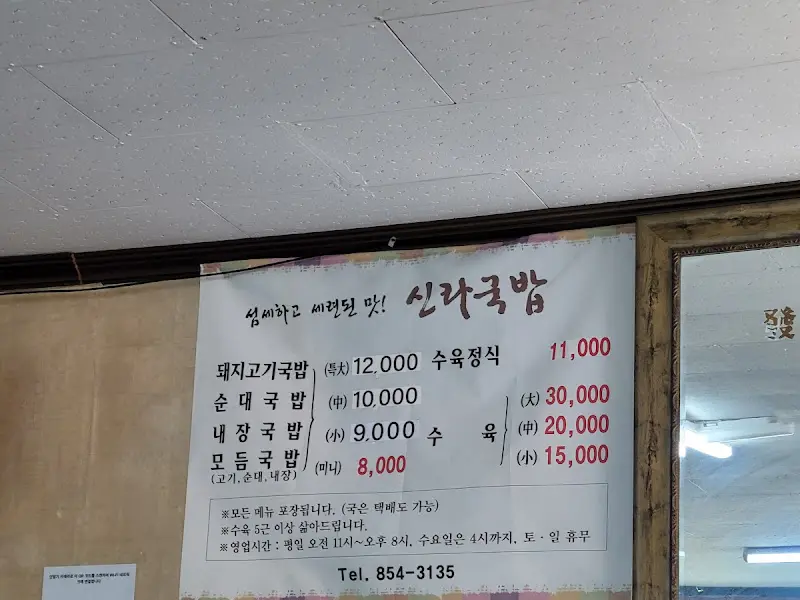 섬세하고 세련된 맛! 신라국밥
돼지고기국밥 (특大) 12,000 수육정식 11,000
순대국밥 (中) 10,000 (大) 30,000
내장국밥 (小) 9,000 수육 (中) 20,000
모듬국밥 (미니) 8,000 (小) 15,000
(고기,순대,내장)
※모든 메뉴 포장됩니다. (국은 택배도 가능)
※수육 5근 이상 삶아드립니다.
※영업시간 : 평일 오전 11시~오후 8시, 수요일은 4시까지, 토·일 휴무
Tel. 854-3135
發